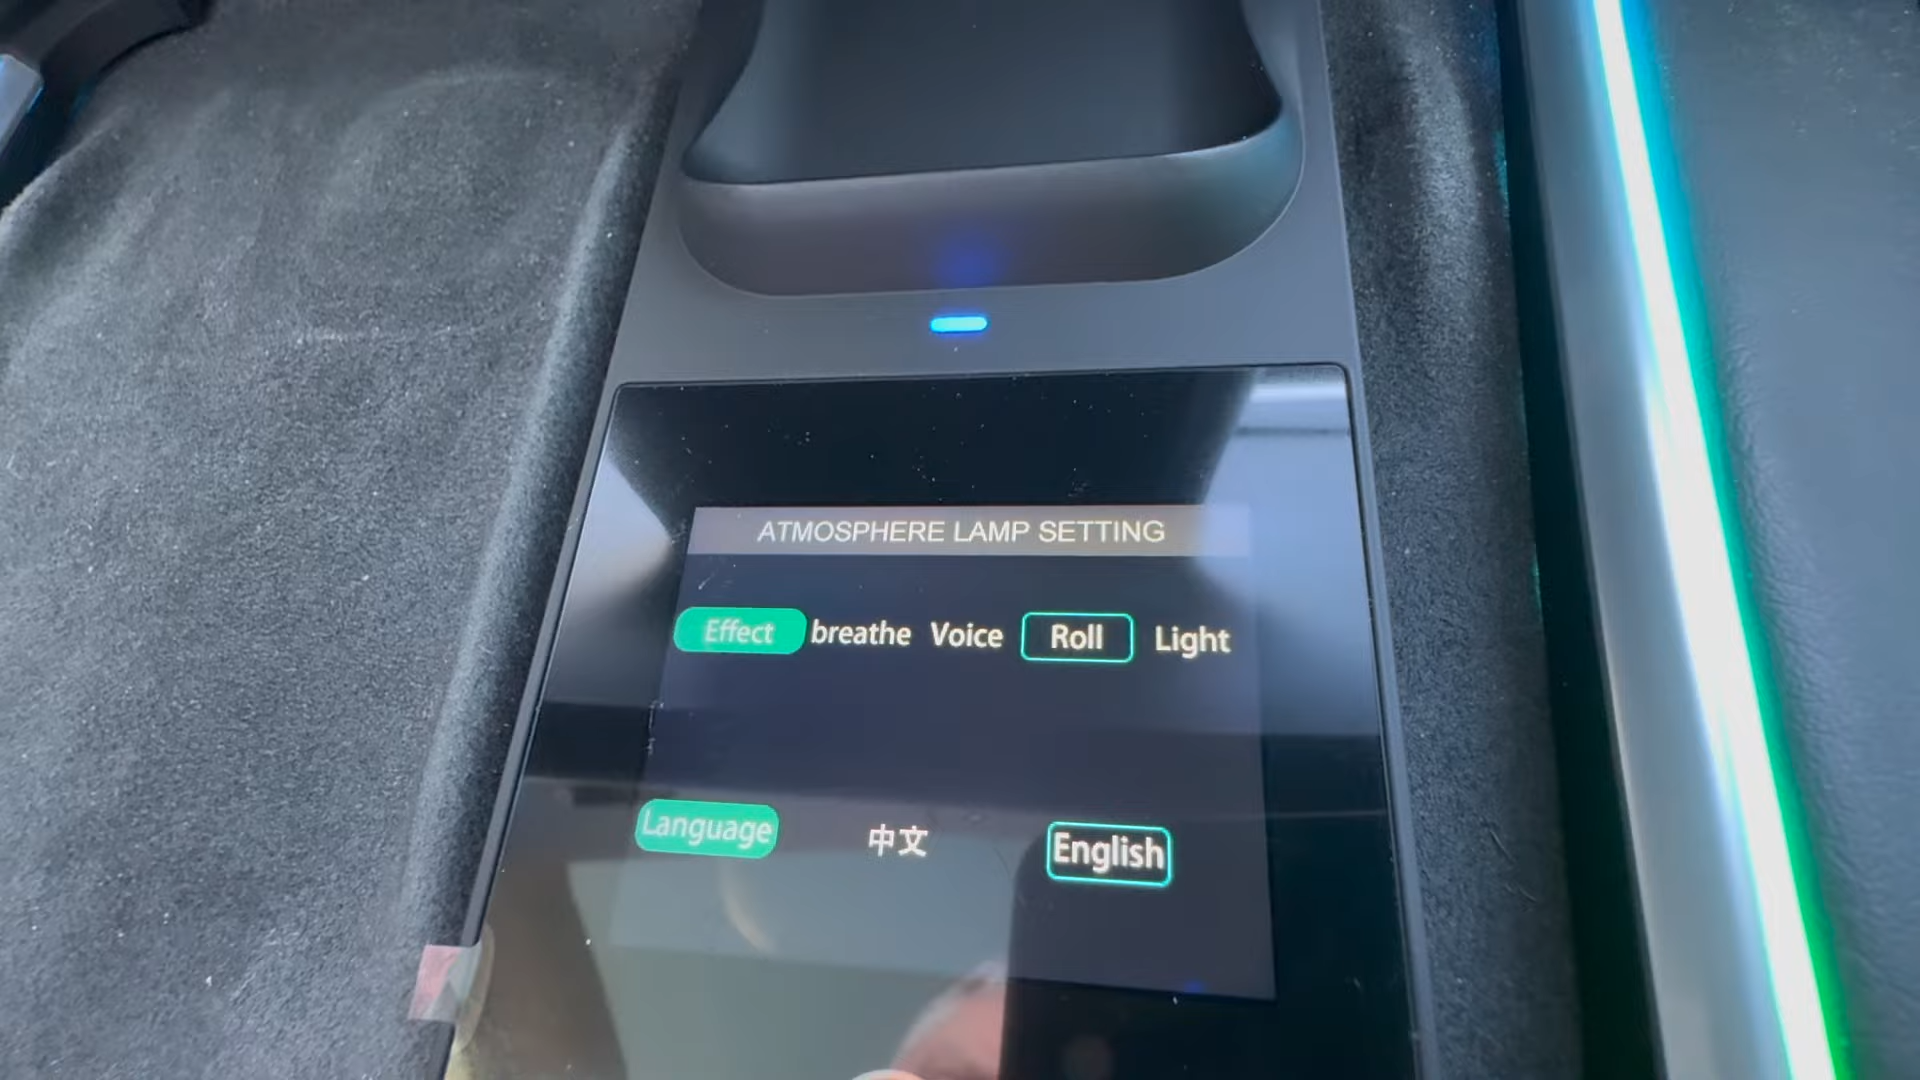 ATMOSPHERE LAMP SETTING
Effect breathe Voice Roll Light
Language 中文 English